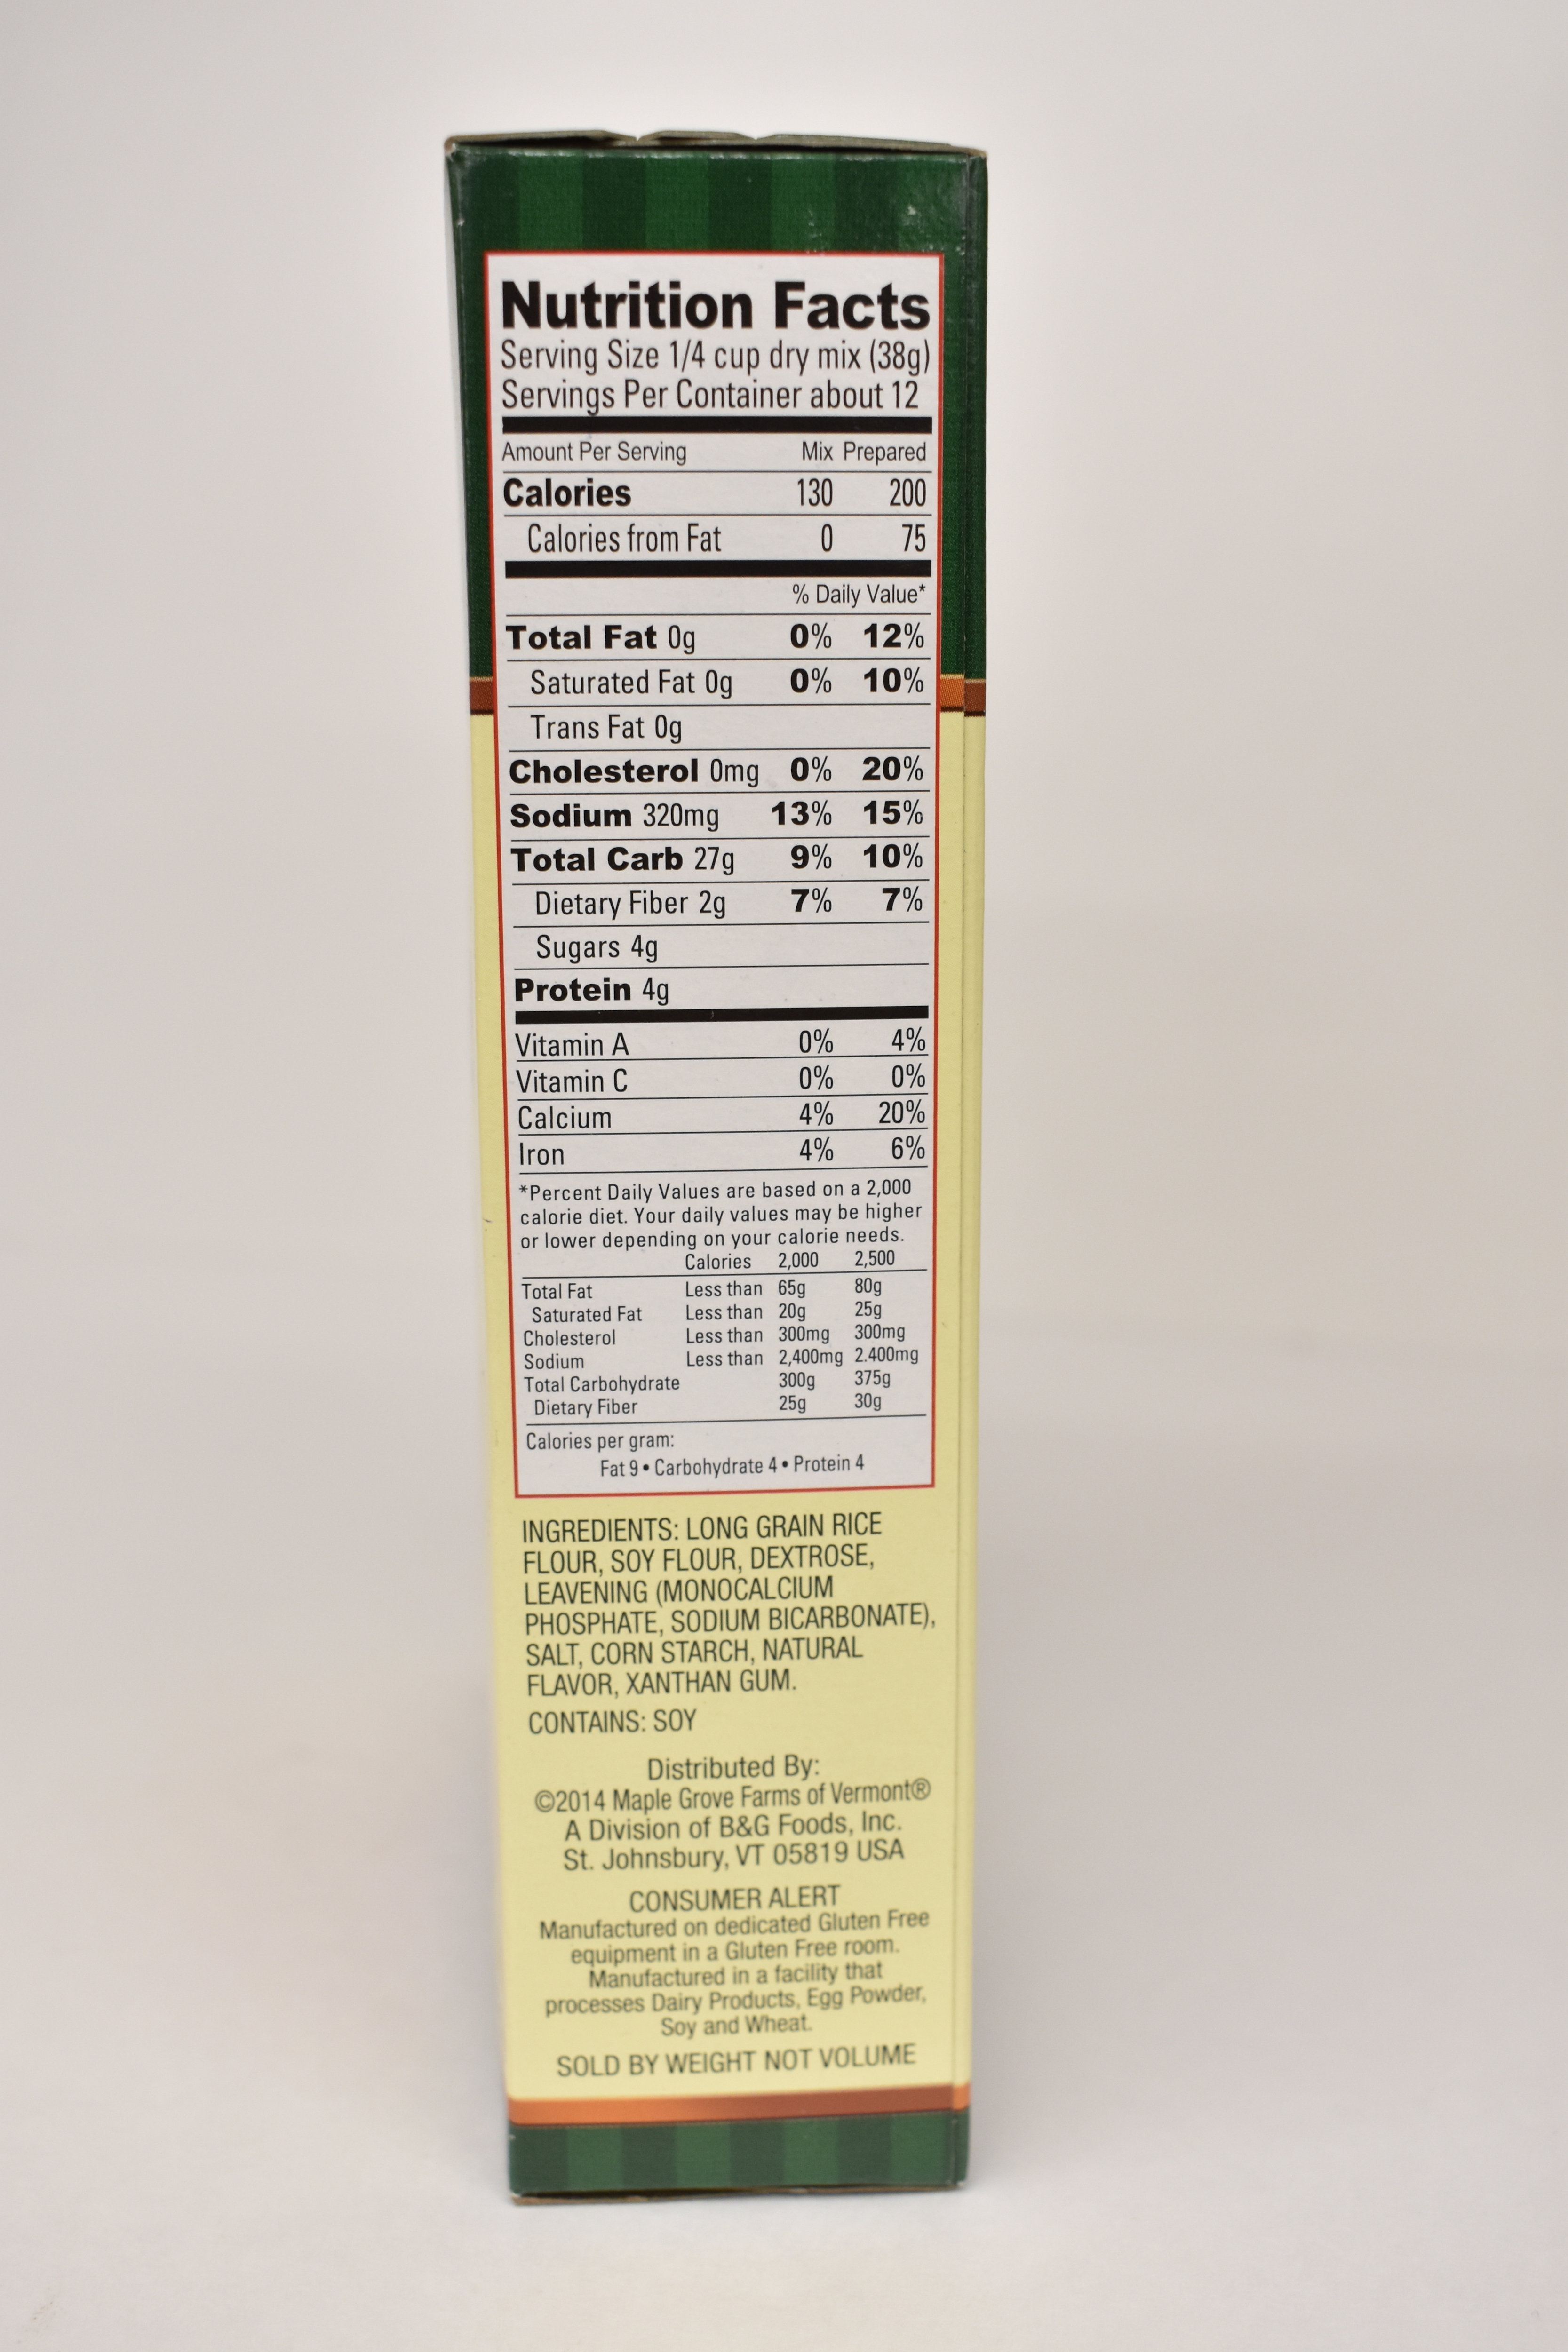 Nutrition Facts
Serving Size 1/4 cup dry mix (38g)
Servings Per Container about 12
Amount Per Serving Mix Prepared
Calories 130 200
Calories from Fat 0 75
% Daily Value*
Total Fat 0g 0% 12%
Saturated Fat 0g 0% 10%
Trans Fat 0g
Cholesterol 0mg 0% 20%
Sodium 320mg 13% 15%
Total Carb 27g 9% 10%
Dietary Fiber 2g 7% 7%
Sugars 4g
Protein 4g
Vitamin A 0% 4%
Vitamin C 0% 0%
Calcium 4% 20%
Iron 4% 6%
*Percent Daily Values are based on a 2,000
calorie diet. Your daily values may be higher
or lower depending on your calorie needs.
Calories 2,000 2,500
Total Fat Less than 65g 80g
Saturated Fat Less than 20g 25g
Cholesterol Less than 300mg 300mg
Sodium Less than 2,400mg 2.400mg
Total Carbohydrate 300g 375g
Dietary Fiber 25g 30g
Calories per gram:
Fat 9 • Carbohydrate 4 • Protein 4
INGREDIENTS: LONG GRAIN RICE
FLOUR, SOY FLOUR, DEXTROSE,
LEAVENING (MONOCALCIUM
PHOSPHATE, SODIUM BICARBONATE),
SALT, CORN STARCH, NATURAL
FLAVOR, XANTHAN GUM.
CONTAINS: SOY
Distributed By:
©2014 Maple Grove Farms of Vermont®
A Division of B&G Foods, Inc.
St. Johnsbury, VT 05819 USA
CONSUMER ALERT
Manufactured on dedicated Gluten Free
equipment in a Gluten Free room.
Manufactured in a facility that
processes Dairy Products, Egg Powder,
Soy and Wheat.
SOLD BY WEIGHT NOT VOLUME